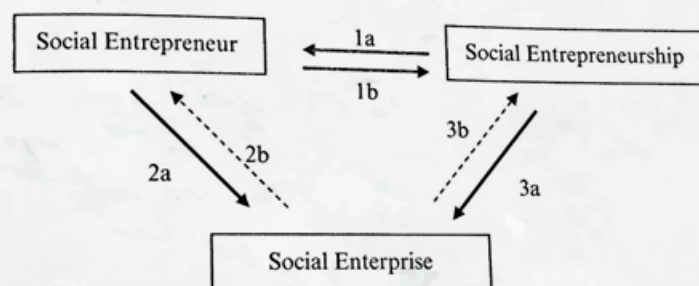 Social Entrepreneur
1a
Social Entrepreneurship
1b
2b
3b
2a
3a
Social Enterprise